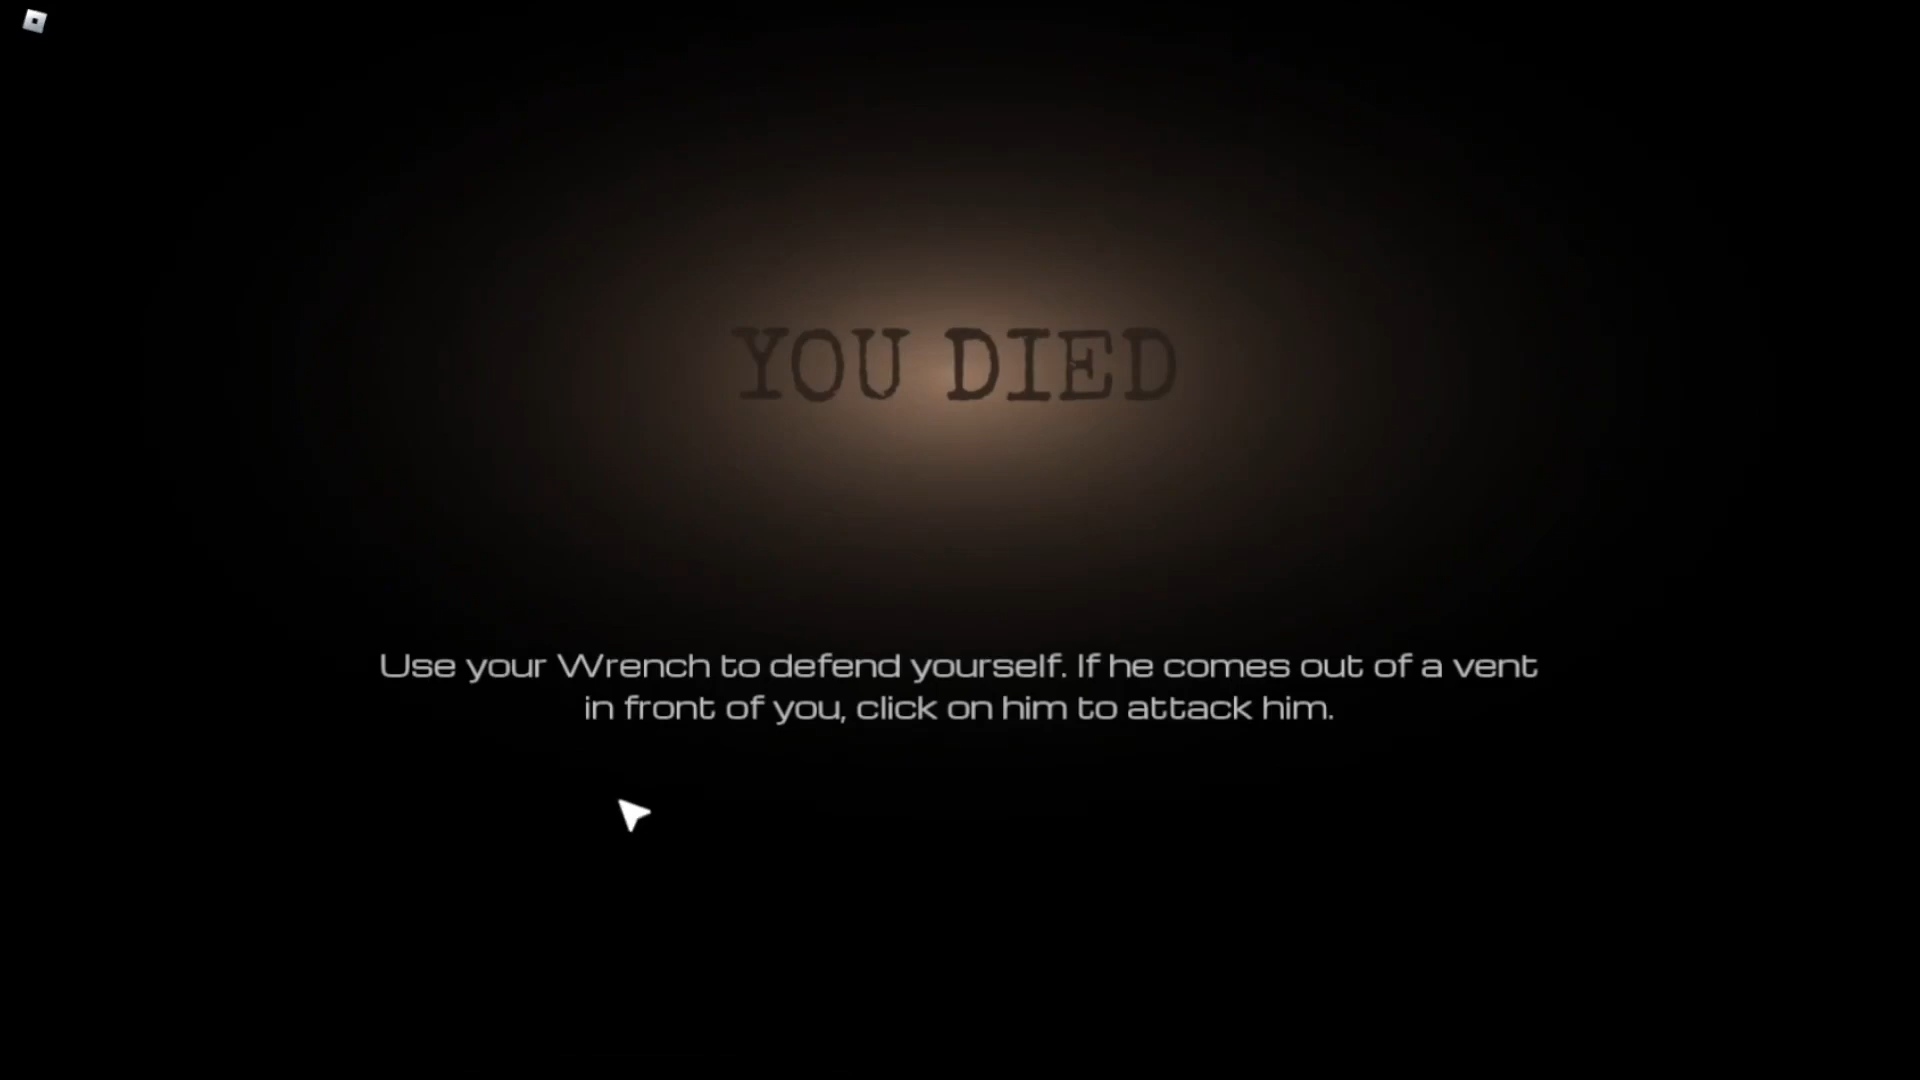 YOU DIED
Use your Wrench to defend yourself. If he comes out of a vent
in front of you, click on him to attack him.